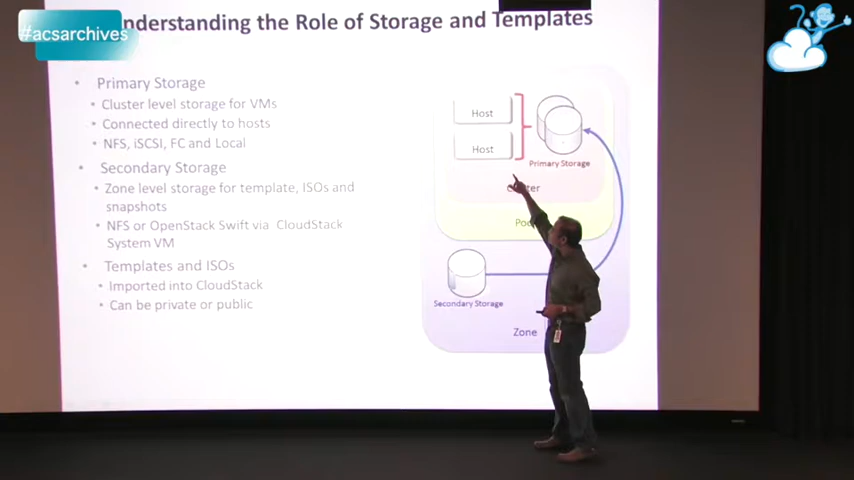 #acsarchives
nderstanding the Role of Storage and Templates
• Primary Storage
• Cluster level storage for VMs
• Connected directly to hosts
• NFS, iSCSI, FC and Local
• Secondary Storage
• Zone level storage for template, ISOs and
snapshots
• NFS or OpenStack Swift via CloudStack
System VM
• Templates and ISOs
• Imported into CloudStack
• Can be private or public
Host
Host
Primary Storage
Secondary Storage
Zone